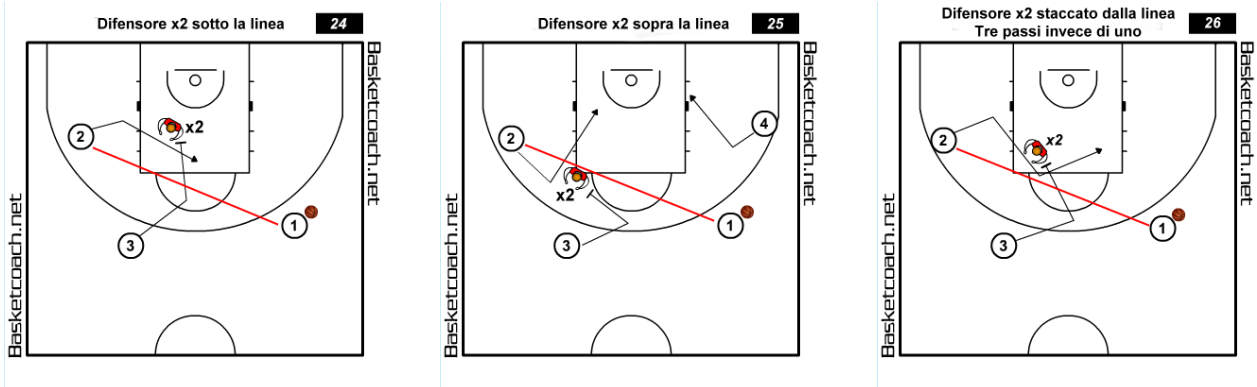 Difensore x2 sotto la linea
24
2
x2
1
3
Basketcoach.net
Basketcoach.net
Difensore x2 sopra la linea
25
4
2
x2
1
3
Basketcoach.net
Basketcoach.net
Difensore x2 staccato dalla linea
Tre passi invece di uno
26
2
x2
1
3
Basketcoach.net
Basketcoach.net